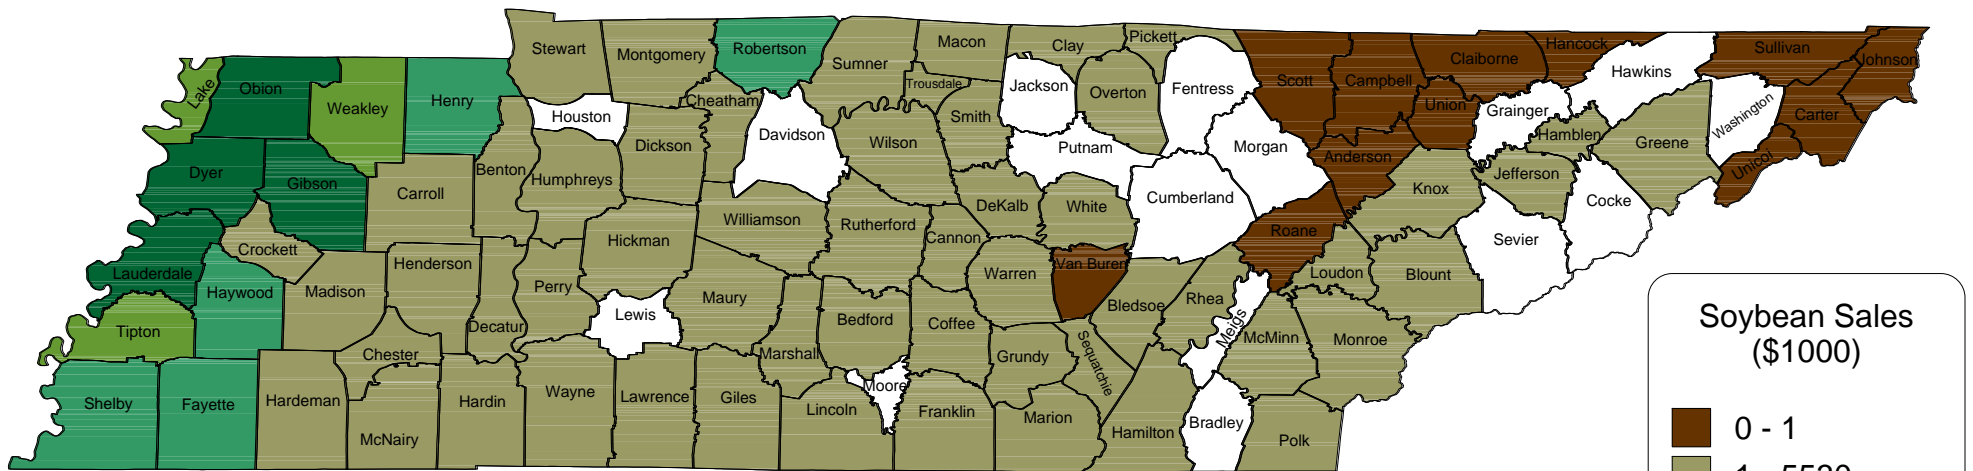 Stewart
Montgomery
Robertson
Sumner
Macon
Trousdale
Clay
Pickett
Scott
Campbell
Claiborne
Hancock
Hawkins
Sullivan
Johnson
Lake
Obion
Weakley
Henry
Houston
Cheatham
Davidson
Wilson
Smith
Jackson
Overton
Fentress
Morgan
Union
Grainger
Hamblen
Greene
Washington
Carter
Unicoi
Dyer
Gibson
Carroll
Benton
Humphreys
Dickson
Putnam
Anderson
Knox
Jefferson
Cocke
Crockett
Williamson
Rutherford
Cannon
DeKalb
White
Cumberland
Roane
Sevier
Lauderdale
Haywood
Madison
Henderson
Hickman
Perry
Decatur
Lewis
Maury
Bedford
Coffee
Warren
Van Buren
Bledsoe
Rhea
Meigs
Loudon
Blount
Tipton
Chester
Marshall
Moore
Grundy
Sequatchie
McMinn
Monroe
Shelby
Fayette
Hardeman
McNairy
Hardin
Wayne
Lawrence
Giles
Lincoln
Franklin
Marion
Hamilton
Bradley
Polk
Soybean Sales
($1000)
0 - 1